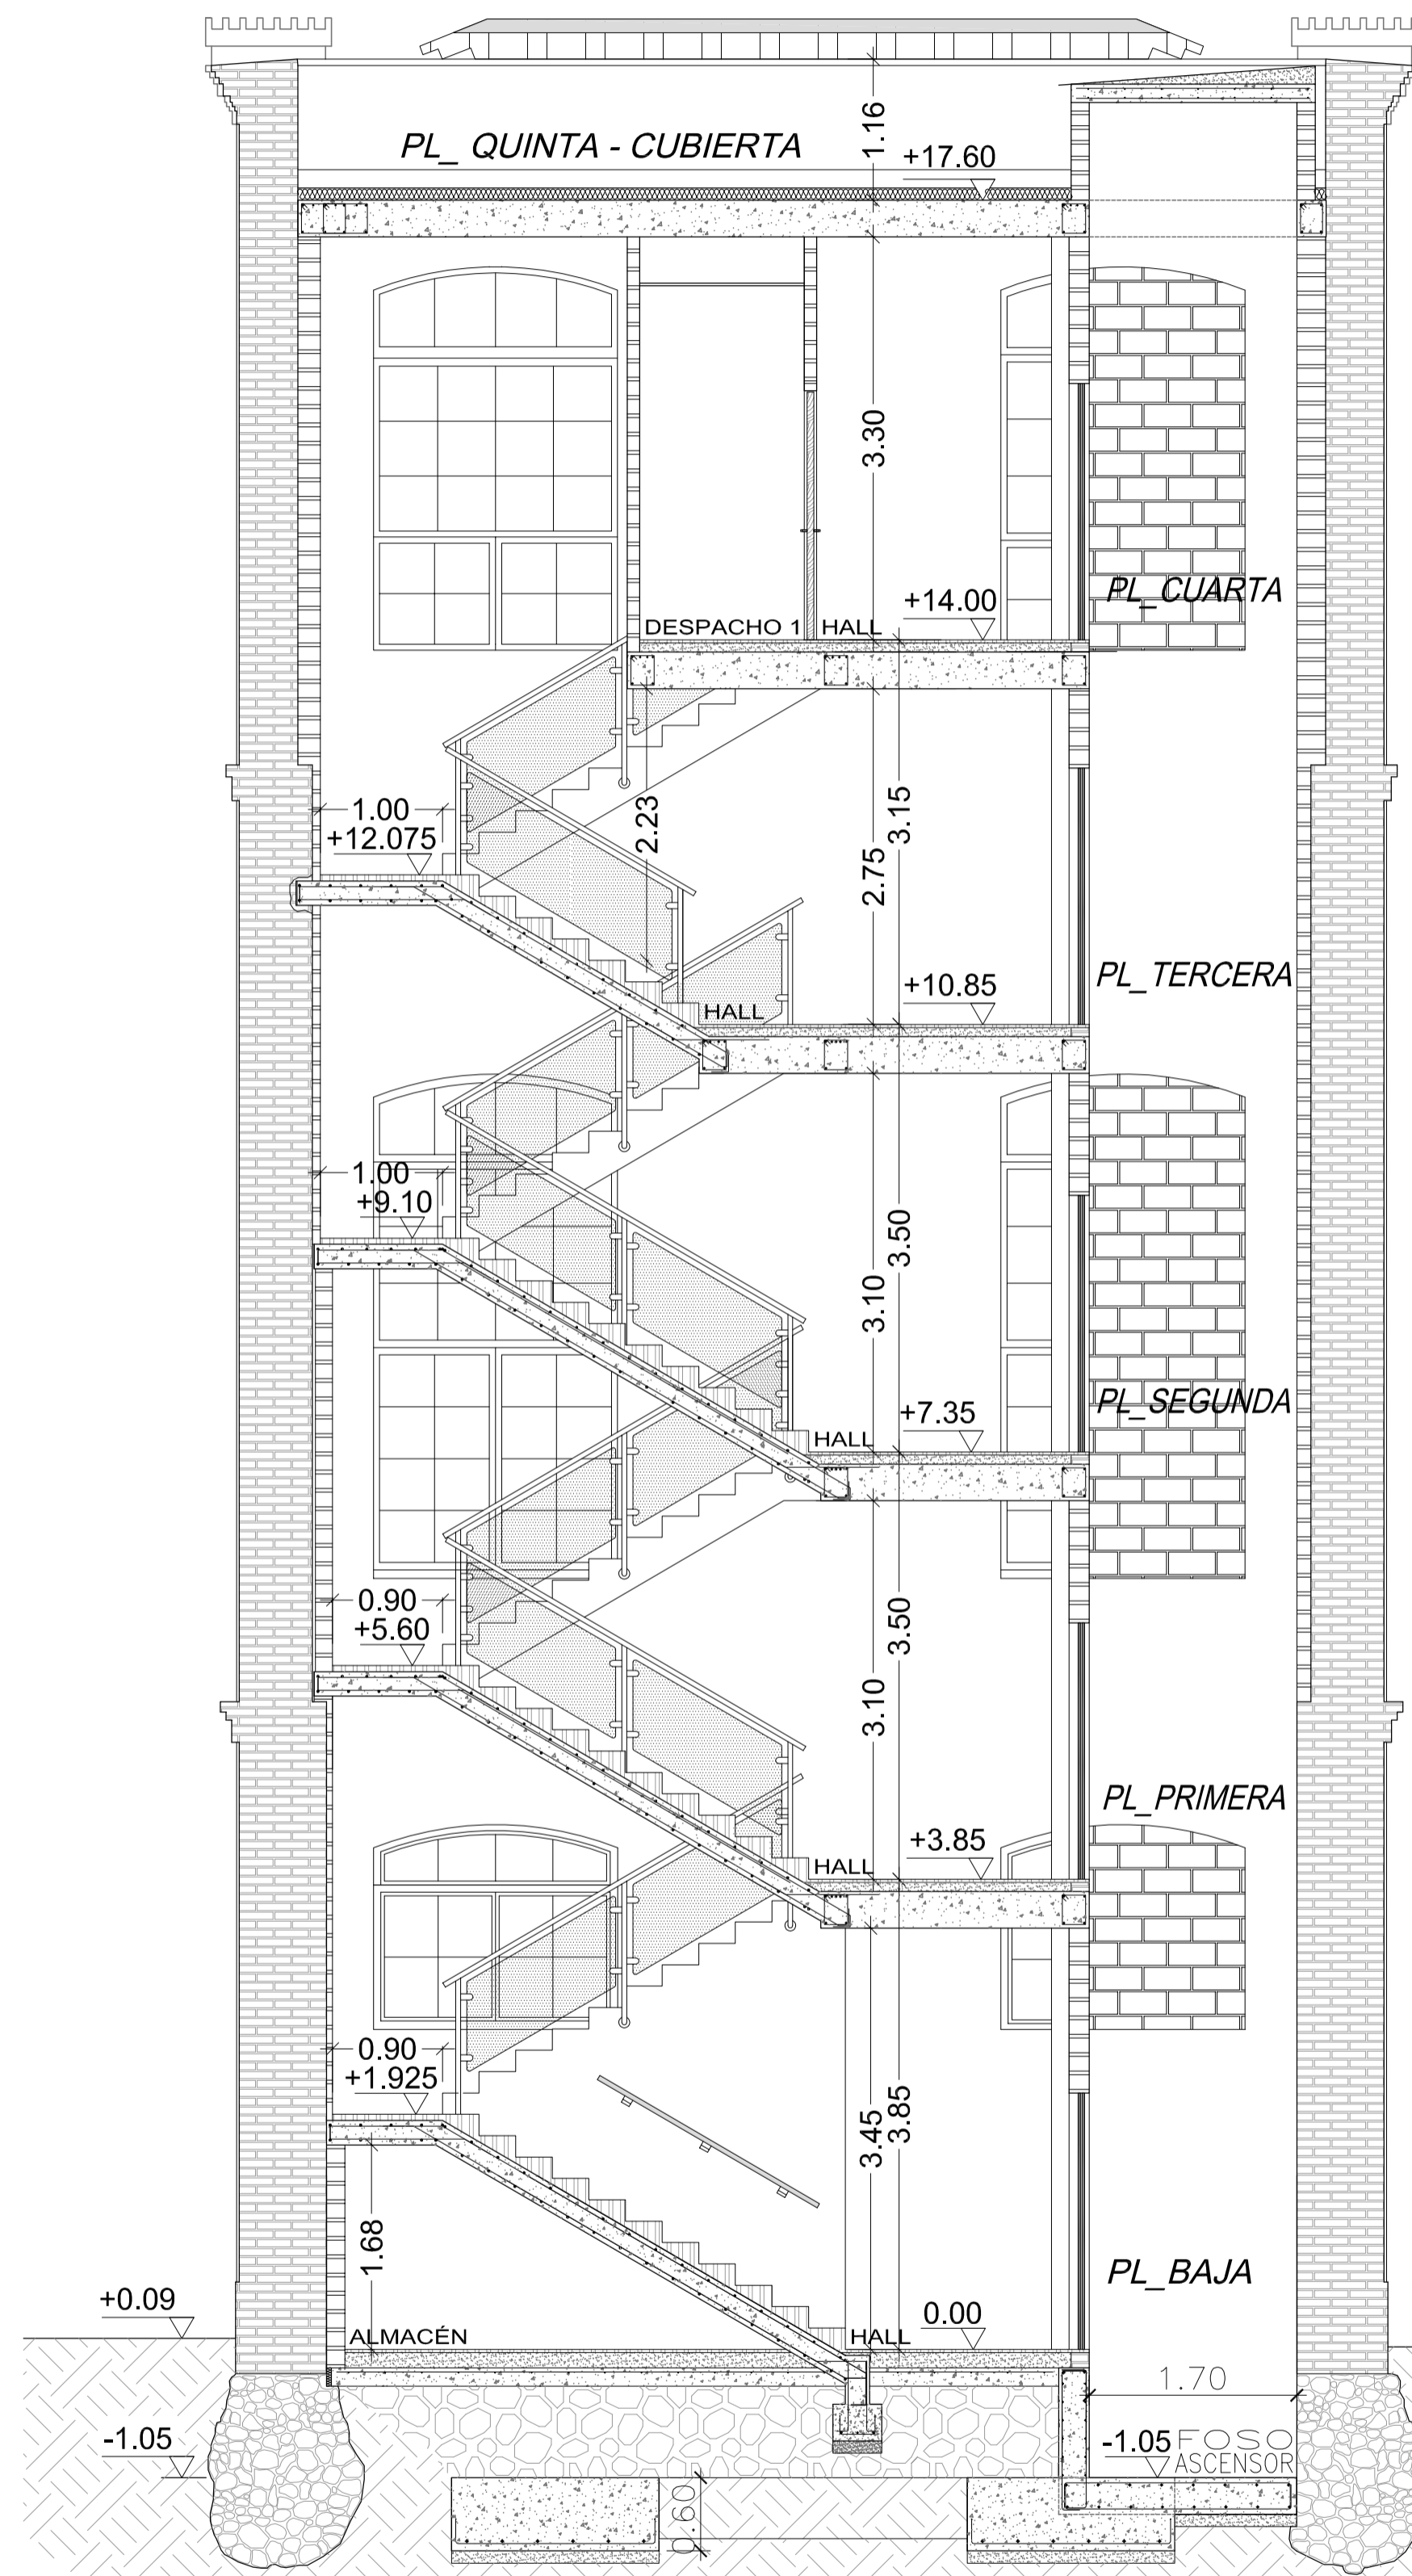 1.16
PL_ QUINTA - CUBIERTA
+17.60
3.30
PL_CUARTA
+14.00
DESPACHO 1
HALL
1.00
+12.075
2.23
3.15
2.75
PL_TERCERA
+10.85
HALL
1.00
+9.10
3.50
3.10
PL_SEGUNDA
+7.35
HALL
0.90
+5.60
3.50
3.10
PL_PRIMERA
+3.85
HALL
0.90
+1.925
3.45
3.85
1.68
PL_BAJA
+0.09
0.00
ALMACÉN
HALL
1.70
-1.05
-1.05
FOSO
ASCENSOR
0.60